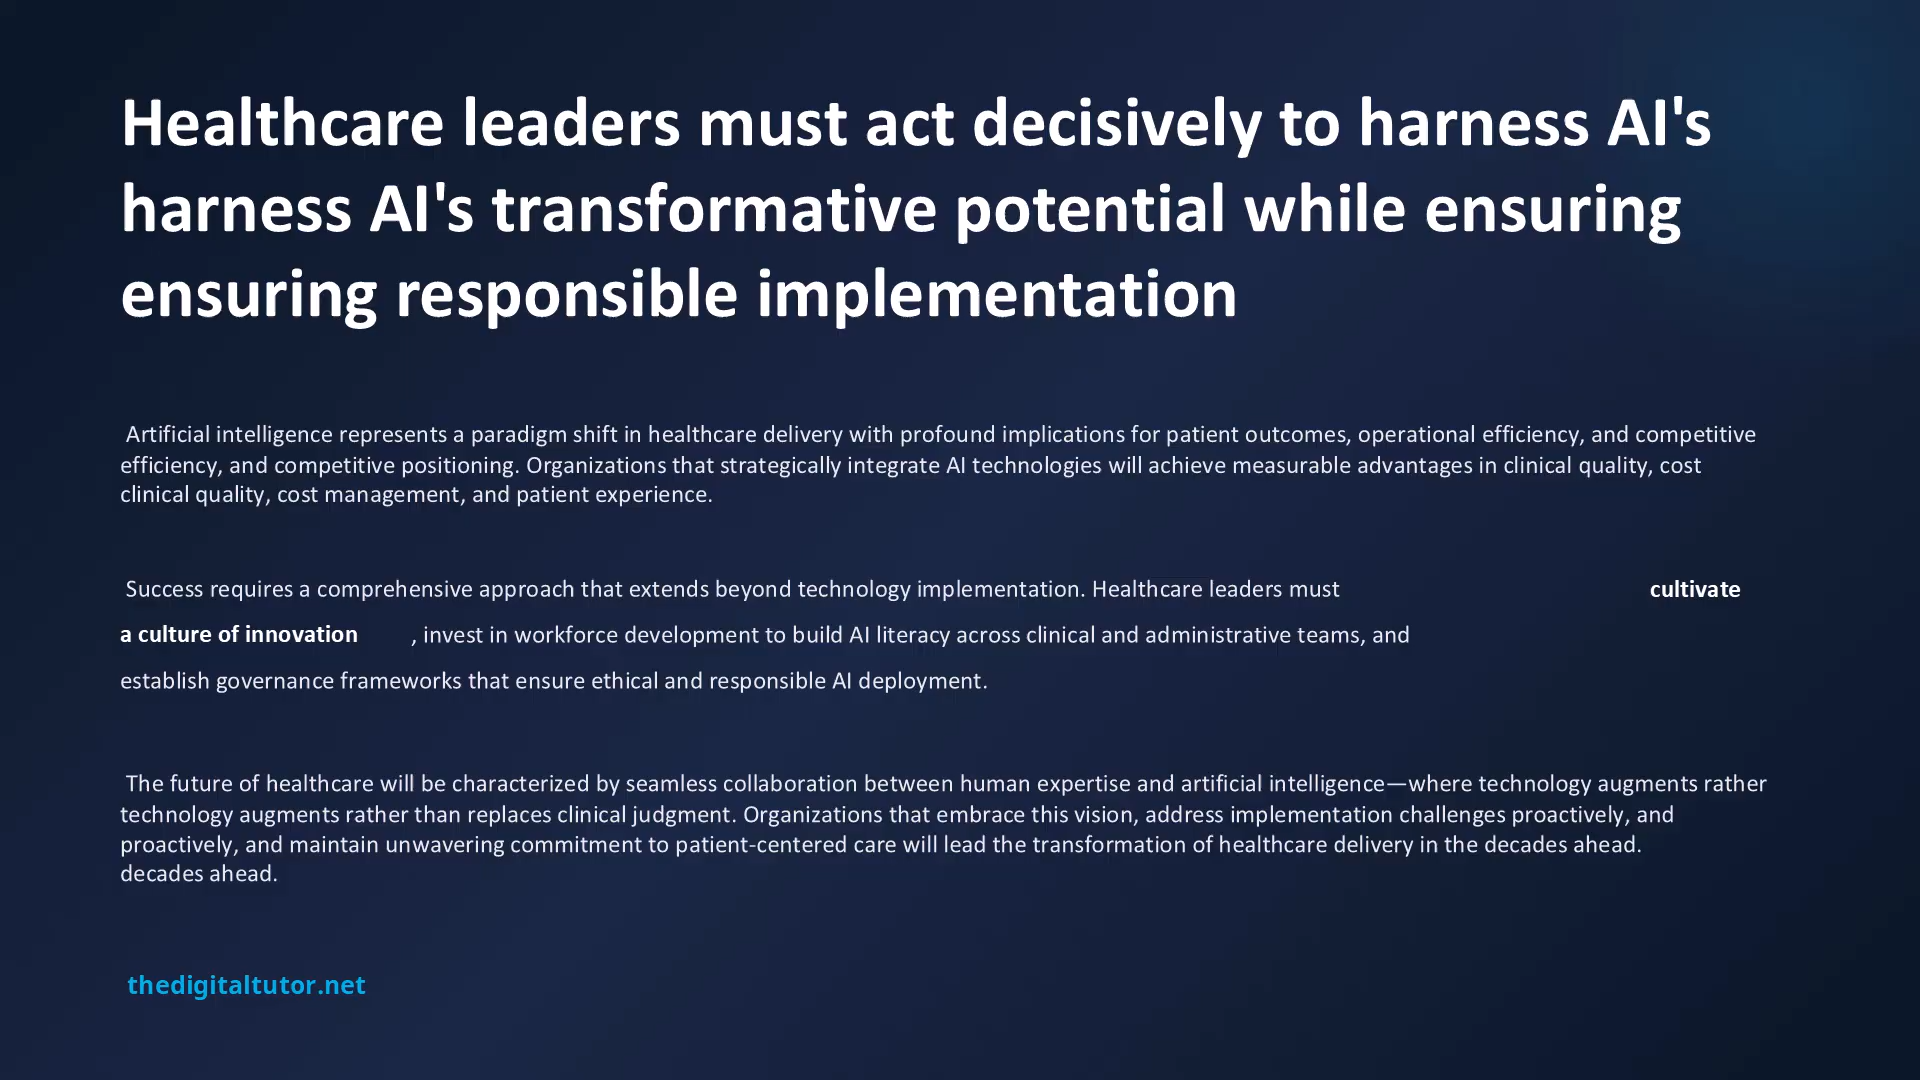 Healthcare leaders must act decisively to harness AI's
harness AI's transformative potential while ensuring
ensuring responsible implementation
Artificial intelligence represents a paradigm shift in healthcare delivery with profound implications for patient outcomes, operational efficiency, and competitive
efficiency, and competitive positioning. Organizations that strategically integrate AI technologies will achieve measurable advantages in clinical quality, cost
clinical quality, cost management, and patient experience.
Success requires a comprehensive approach that extends beyond technology implementation. Healthcare leaders must cultivate
a culture of innovation , invest in workforce development to build AI literacy across clinical and administrative teams, and
establish governance frameworks that ensure ethical and responsible AI deployment.
The future of healthcare will be characterized by seamless collaboration between human expertise and artificial intelligence—where technology augments rather
technology augments rather than replaces clinical judgment. Organizations that embrace this vision, address implementation challenges proactively, and
proactively, and maintain unwavering commitment to patient-centered care will lead the transformation of healthcare delivery in the decades ahead.
decades ahead.
thedigitaltutor.net